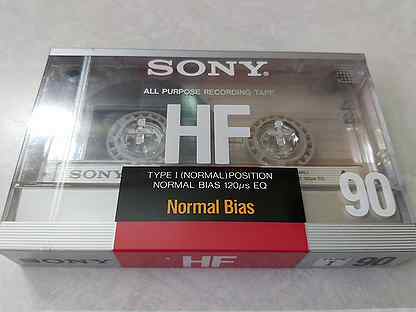 SONY®
ALL PURPOSE RECORDING TAPE
HF
SONY
TYPE I (NORMAL) POSITION
NORMAL BIAS 120μs EQ
90
Normal Bias
SONY HF I 90